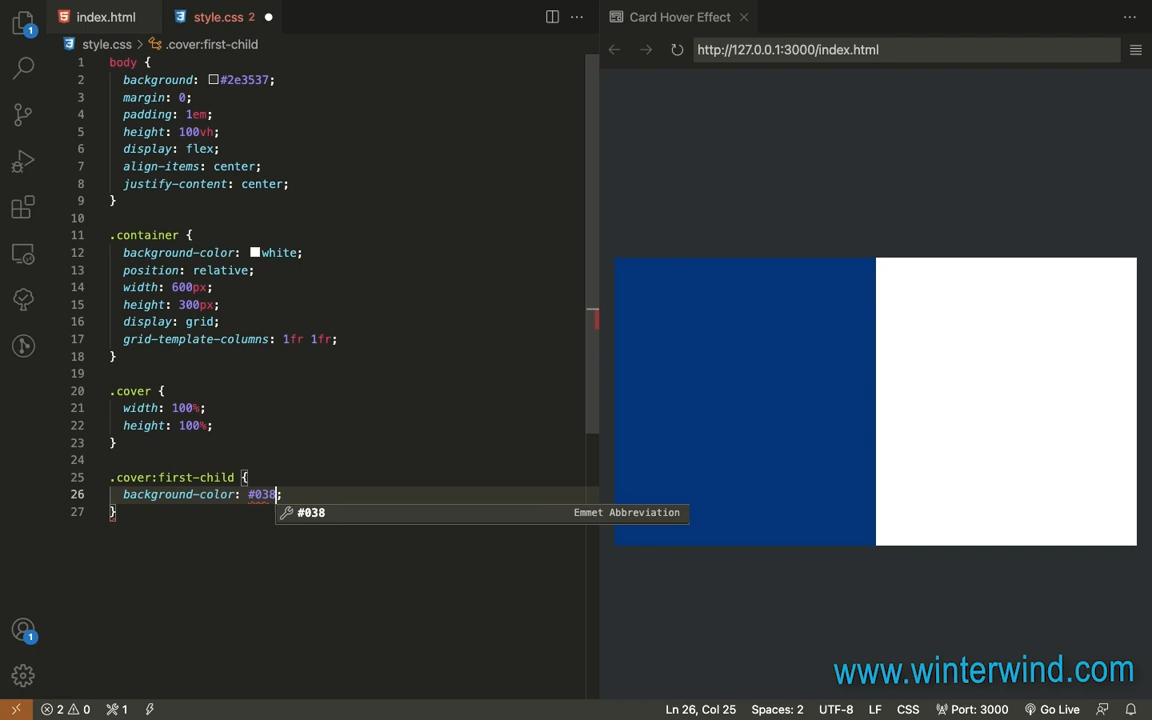 index.html
style.css 2
Card Hover Effect
style.css > .cover:first-child
http://127.0.0.1:3000/index.html
1 body {
2 background: #2e3537;
3 margin: 0;
4 padding: 1em;
5 height: 100vh;
6 display: flex;
7 align-items: center;
8 justify-content: center;
9 }
10
11 .container {
12 background-color: white;
13 position: relative;
14 width: 600px;
15 height: 300px;
16 display: grid;
17 grid-template-columns: 1fr 1fr;
18 }
19
20 .cover {
21 width: 100%;
22 height: 100%;
23 }
24
25 .cover:first-child {
26 background-color: #038;
#038 Emmet Abbreviation
27 }
1
1
www.winterwind.com
2 0 1
Ln 26, Col 25 Spaces: 2 UTF-8 LF CSS Port: 3000 Go Live